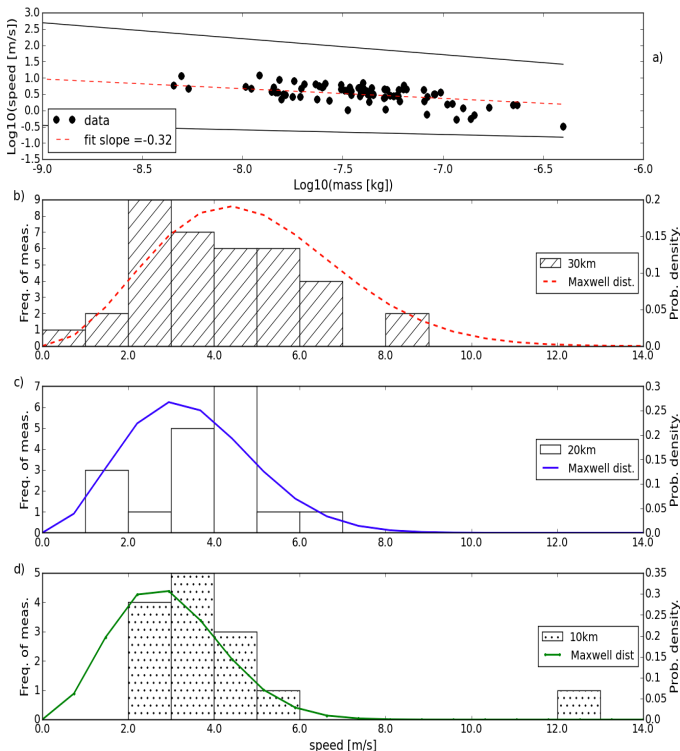 3.0
2.5
2.0
1.5
1.0
0.5
0.0
-0.5
-1.0
-1.5
Log10(speed [m/s])
a)
data
fit slope =-0.32
-9.0 -8.5 -8.0 -7.5 -7.0 -6.5 -6.0
Log10(mass [kg])
b)
9
8
7
6
5
4
3
2
1
0
Freq. of meas.
30km
Maxwell dist.
0.2
0.15
0.1
0.05
0.0
Prob. density.
0.0 2.0 4.0 6.0 8.0 10.0 12.0 14.0
c)
7
6
5
4
3
2
1
0
Freq. of meas.
20km
Maxwell dist.
0.3
0.25
0.2
0.15
0.1
0.05
0.0
Prob. density.
0.0 2.0 4.0 6.0 8.0 10.0 12.0 14.0
d)
5
4
3
2
1
0
Freq. of meas.
10km
Maxwell dist
0.35
0.3
0.25
0.2
0.15
0.1
0.05
0.0
Prob. density.
0.0 2.0 4.0 6.0 8.0 10.0 12.0 14.0
speed [m/s]